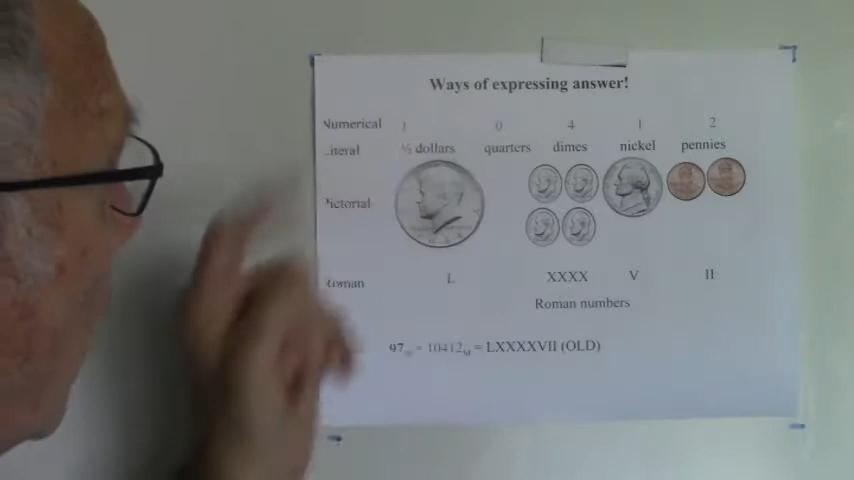 Ways of expressing answer!
Numerical 1 0 4 1 2
Literal ½ dollars quarters dimes nickel pennies
Pictorial
Roman L XXXX V II
Roman numbers
97 = 10412M = LXXXXVII (OLD)